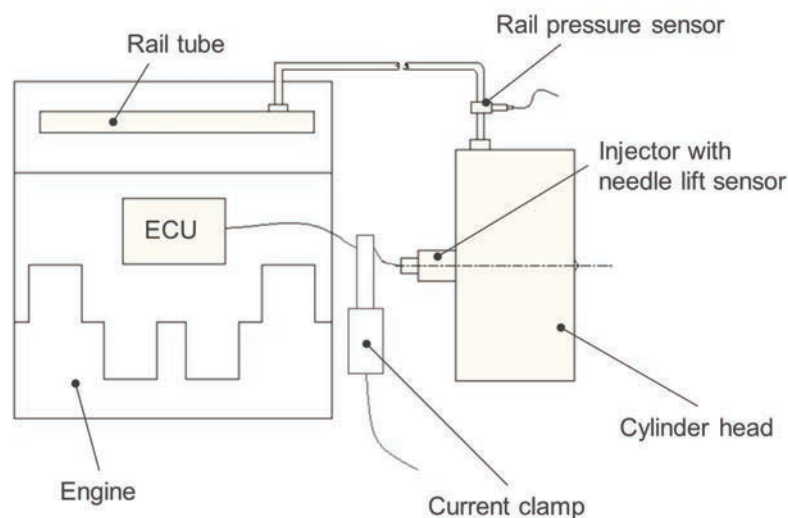 Rail pressure
sensor
Rail tube
Injector with
needle lift sensor
ECU
Cylinder head
Engine
Current clamp